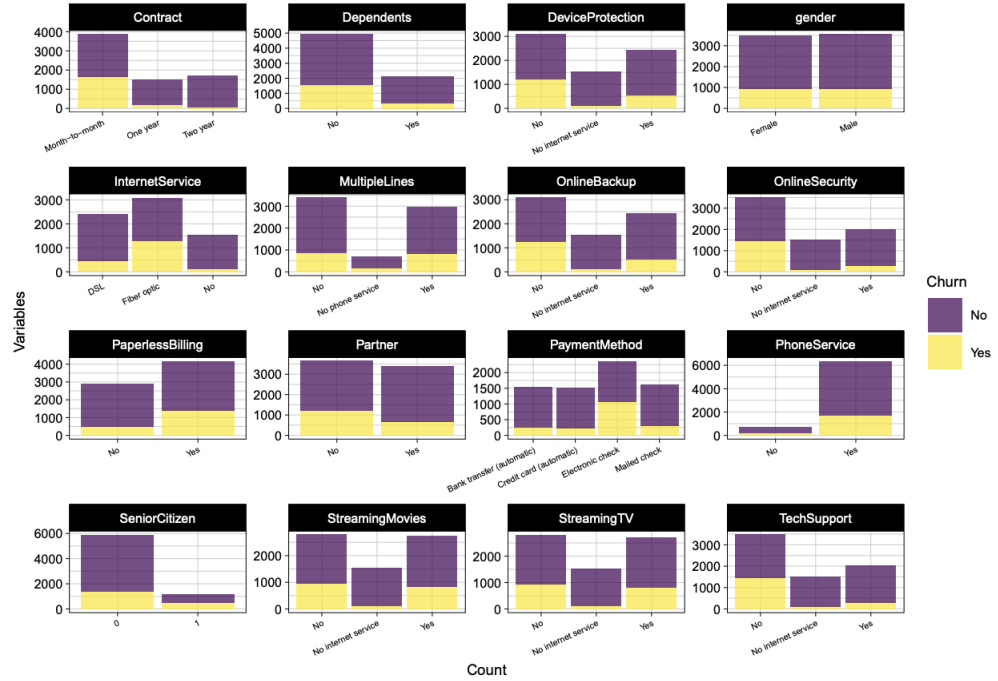 Contract
Dependents
DeviceProtection
gender
4000
3000
2000
1000
0
5000
4000
3000
2000
1000
0
3000
2000
1000
0
3000
2000
1000
0
Month−to−month
One year
Two year
No
Yes
No
No internet service
Yes
Female
Male
InternetService
MultipleLines
OnlineBackup
OnlineSecurity
3000
2000
1000
0
3000
2000
1000
0
3000
2000
1000
0
3000
2000
1000
0
DSL
Fiber optic
No
No
No phone service
Yes
No
No internet service
Yes
No
No internet service
Yes
Churn
No
Yes
Variables
PaperlessBilling
Partner
PaymentMethod
PhoneService
4000
3000
2000
1000
0
3000
2000
1000
0
2000
1500
1000
500
0
6000
4000
2000
0
No
Yes
No
Yes
Bank transfer (automatic)
Credit card (automatic)
Electronic check
Mailed check
No
Yes
SeniorCitizen
StreamingMovies
StreamingTV
TechSupport
6000
4000
2000
0
2000
1000
0
2000
1000
0
3000
2000
1000
0
0
1
No
No internet service
Yes
No
No internet service
Yes
No
No internet service
Yes
Count